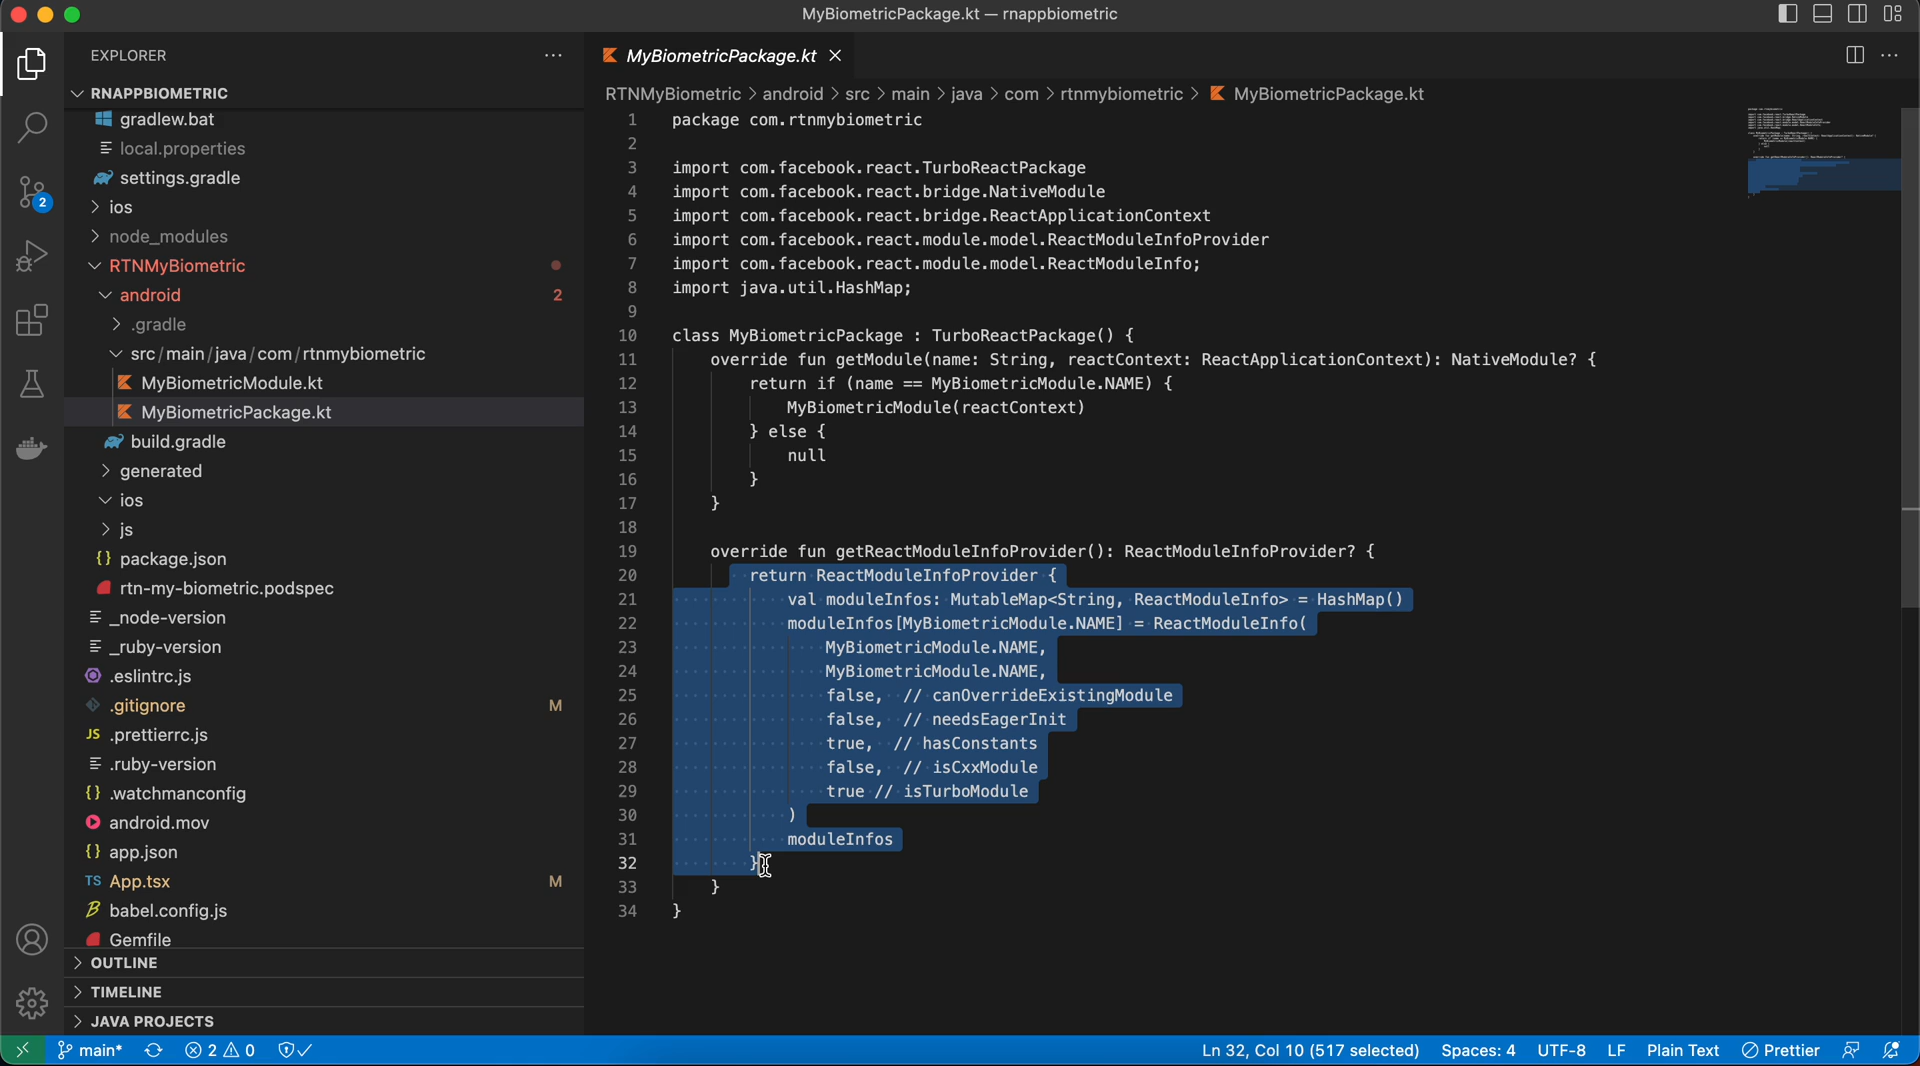 MyBiometricPackage.kt — rnappbiometric
EXPLORER
RNAPPBIOMETRIC
gradlew.bat
local.properties
settings.gradle
ios
node_modules
RTNMyBiometric
android 2
.gradle
src/main/java/com/rtnmybiometric
MyBiometricModule.kt
MyBiometricPackage.kt
build.gradle
generated
ios
js
package.json
rtn-my-biometric.podspec
_node-version
_ruby-version
.eslintrc.js
.gitignore M
.prettierrc.js
.ruby-version
.watchmanconfig
android.mov
app.json
App.tsx M
babel.config.js
Gemfile
OUTLINE
TIMELINE
JAVA PROJECTS
2
MyBiometricPackage.kt
RTNMyBiometric > android > src > main > java > com > rtnmybiometric > MyBiometricPackage.kt
1 package com.rtnmybiometric
2
3 import com.facebook.react.TurboReactPackage
4 import com.facebook.react.bridge.NativeModule
5 import com.facebook.react.bridge.ReactApplicationContext
6 import com.facebook.react.module.model.ReactModuleInfoProvider
7 import com.facebook.react.module.model.ReactModuleInfo;
8 import java.util.HashMap;
9
10 class MyBiometricPackage : TurboReactPackage() {
11 override fun getModule(name: String, reactContext: ReactApplicationContext): NativeModule? {
12 return if (name == MyBiometricModule.NAME) {
13 MyBiometricModule(reactContext)
14 } else {
15 null
16 }
17 }
18
19 override fun getReactModuleInfoProvider(): ReactModuleInfoProvider? {
20 return ReactModuleInfoProvider {
21 val moduleInfos: MutableMap<String, ReactModuleInfo> = HashMap()
22 moduleInfos[MyBiometricModule.NAME] = ReactModuleInfo(
23 MyBiometricModule.NAME,
24 MyBiometricModule.NAME,
25 false, // canOverrideExistingModule
26 false, // needsEagerInit
27 true, // hasConstants
28 false, // isCxxModule
29 true // isTurboModule
30 )
31 moduleInfos
32 }
33 }
34 }
main* 2 0 Ln 32, Col 10 (517 selected) Spaces: 4 UTF-8 LF Plain Text Prettier